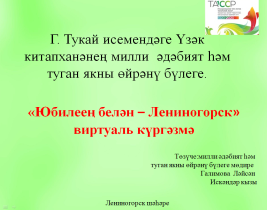 ТАССР
Г. Тукай исемендәге Үзәк
китапханәнең милли әдәбият һәм
туган якны өйрәнү бүлеге.
«Юбилеең белән – Лениногорск»
виртуаль күргәзмә
Төзүче:милли әдәбият һәм
туган якны өйрәнү бүлеге мөдире
Галимова Ләйсән
Искәндәр кызы
Лениногорск шәһәре